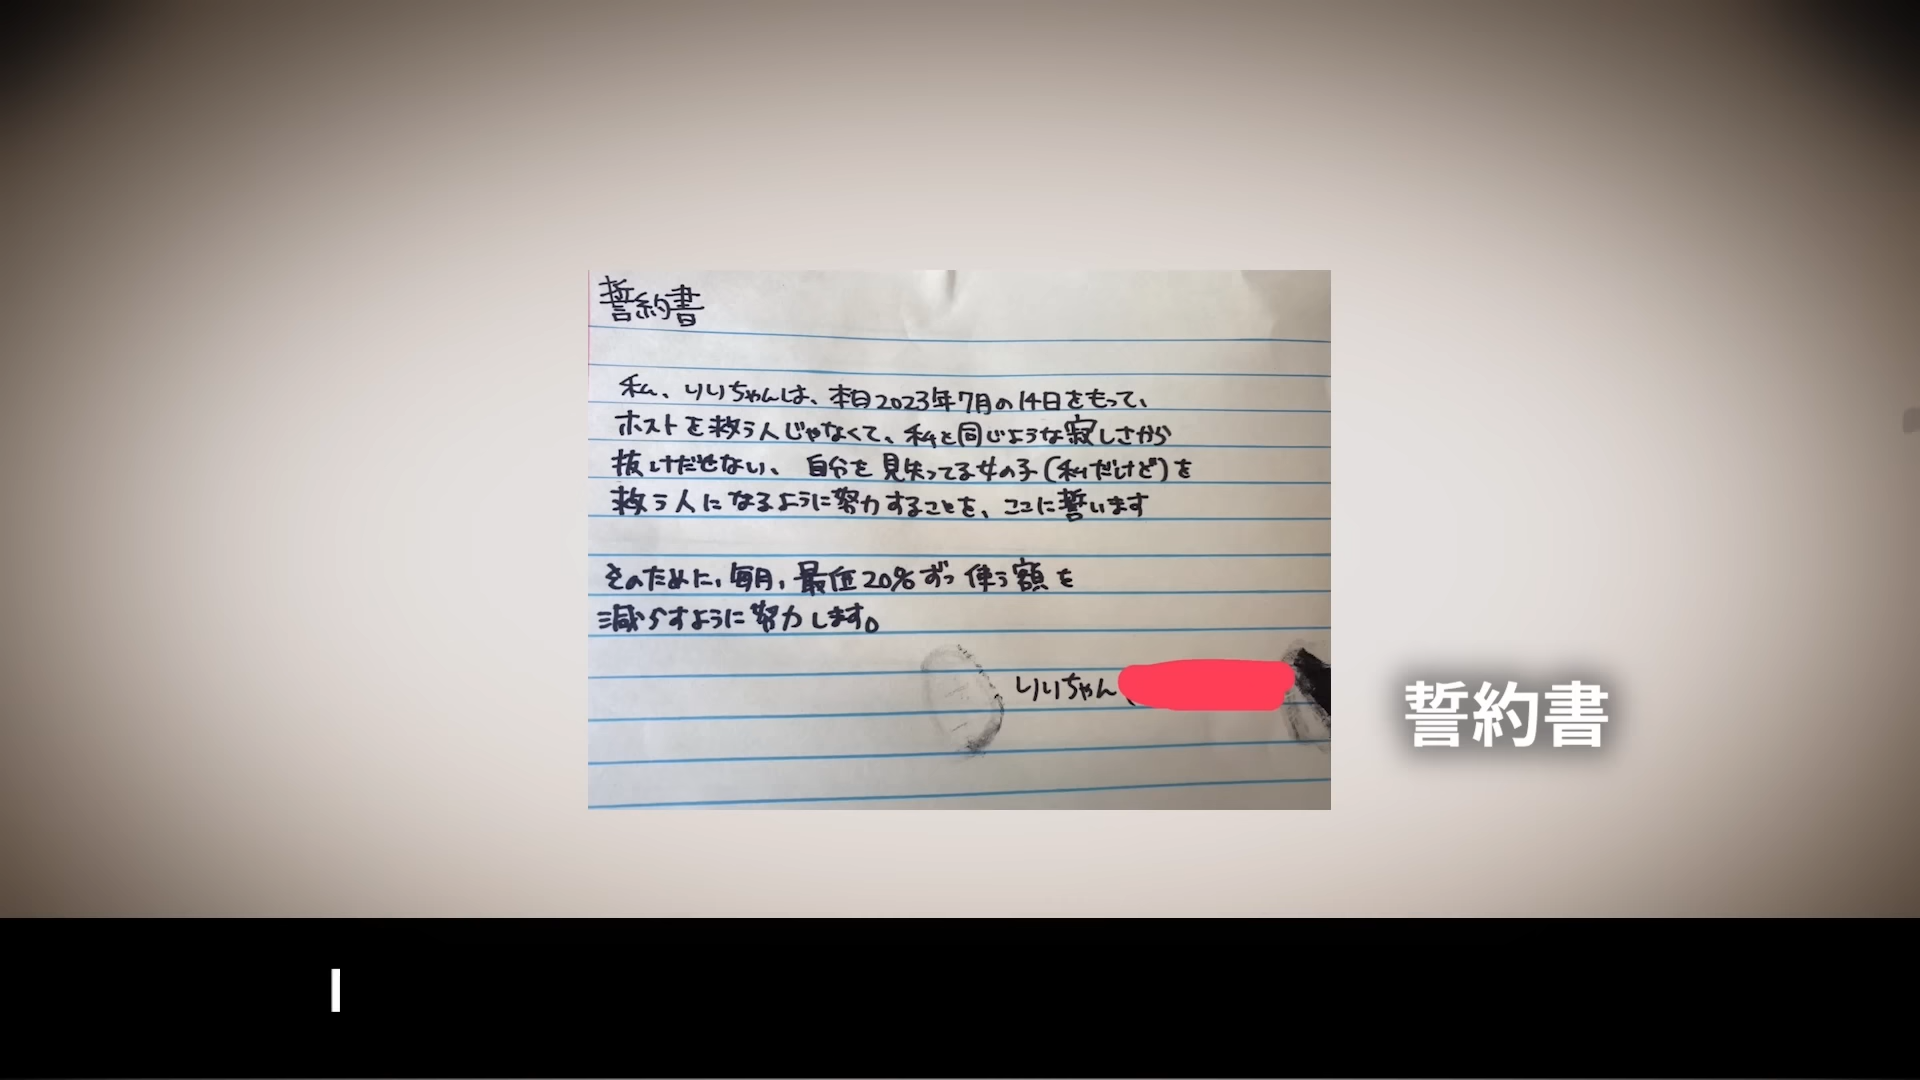 誓約書
私、りりちゃんは、本日2023年7月の14日をもって、
ホストを救う人じゃなくて、私と同じような寂しさから
抜けだせない、自分を見失ってる女の子(私だけど)を
救う人になるように努力することを、ここに誓います
そのために、毎月、最低20%ずつ使う額を
減らすように努力します。
りりちゃん
誓約書